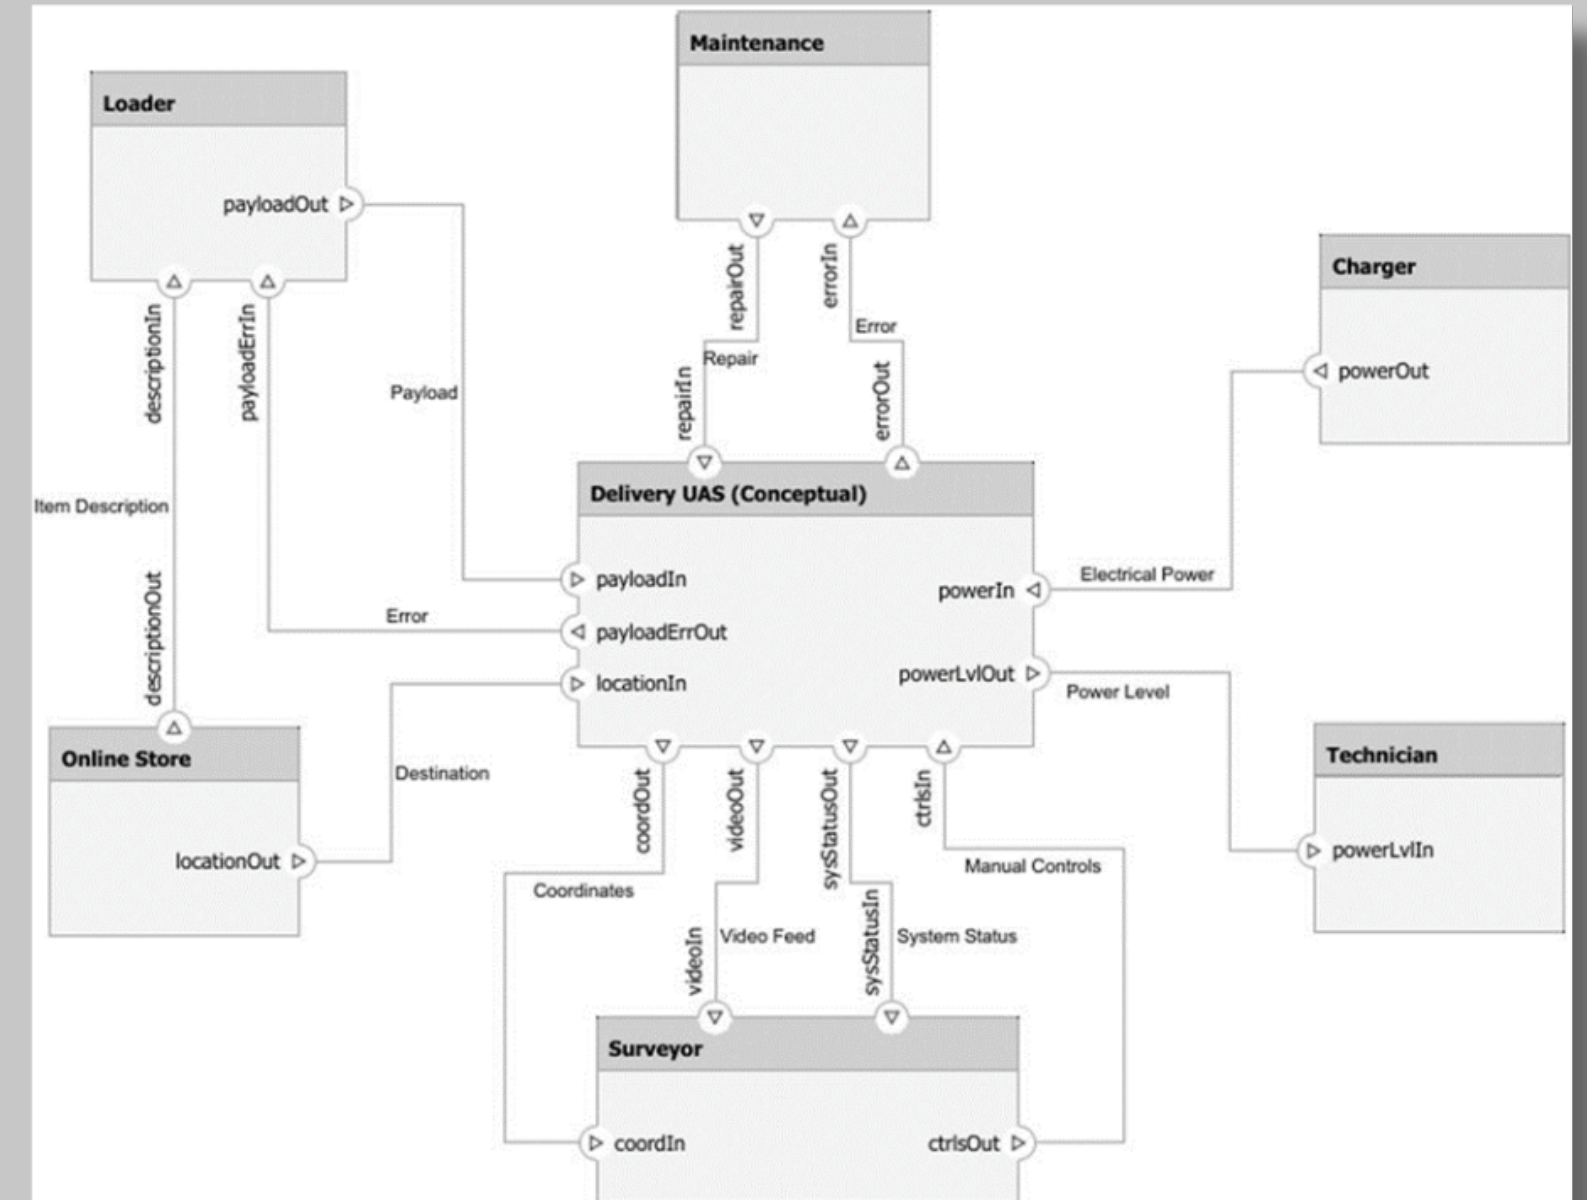 Maintenance
Loader
payloadOut
repairOut
errorIn
Charger
descriptionIn
payloadErrIn
Error
Repair
powerOut
Payload
repairIn
errorOut
Delivery UAS (Conceptual)
Item Description
payloadIn
Electrical Power
powerIn
descriptionOut
Error
payloadErrOut
locationIn
powerLvlOut
Power Level
Online Store
Technician
Destination
coordOut
videoOut
sysStatusOut
ctrlsIn
locationOut
powerLvlIn
Manual Controls
Coordinates
videoIn
Video Feed
sysStatusIn
System Status
Surveyor
coordIn
ctrlsOut